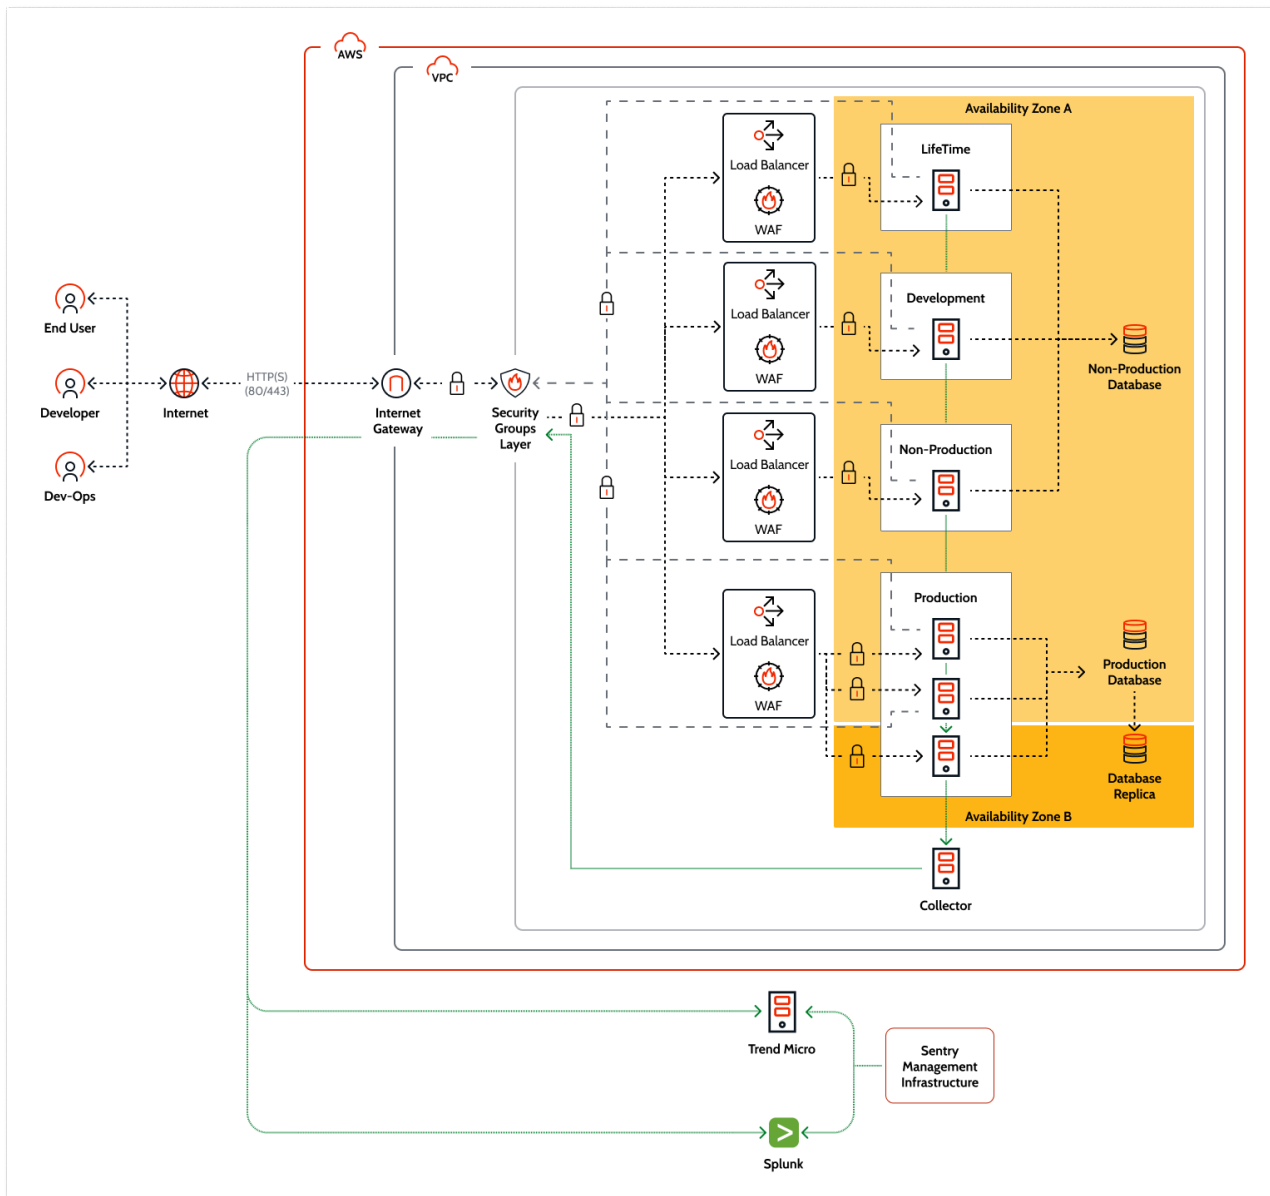 AWS
VPC
Availability Zone A
LifeTime
Load Balancer
WAF
Development
Load Balancer
WAF
End User
Developer
Dev-Ops
Internet
HTTP(S)
(80/443)
Internet
Gateway
Security
Groups
Layer
Non-Production
Database
Non-Production
Load Balancer
WAF
Production
Load Balancer
WAF
Production
Database
Database
Replica
Availability Zone B
Collector
Trend Micro
Sentry
Management
Infrastructure
Splunk